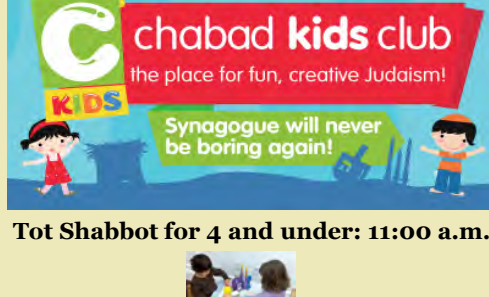 C
KIDS
chabad kids club
the place for fun, creative Judaism!
Synagogue will never
be boring again!
Tot Shabbot for 4 and under: 11:00 a.m.